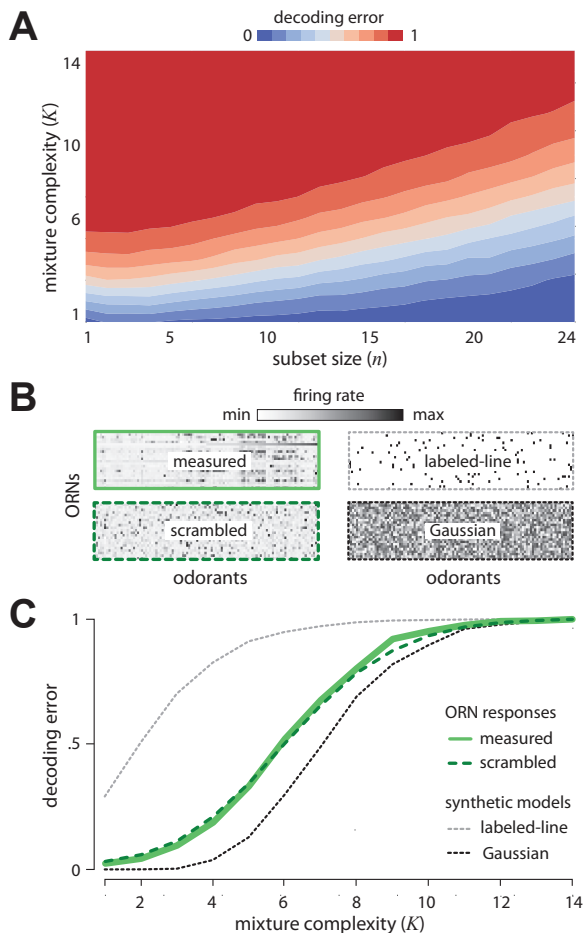 A
decoding error
0 1
mixture complexity (K)
14
10
6
1
1 5 10 15 20 24
subset size (n)
B
firing rate
min max
ORNs
measured
labeled-line
scrambled
Gaussian
odorants odorants
C
decoding error
1
.5
0
ORN responses
measured
scrambled
synthetic models
labeled-line
Gaussian
2 4 6 8 10 12 14
mixture complexity (K)